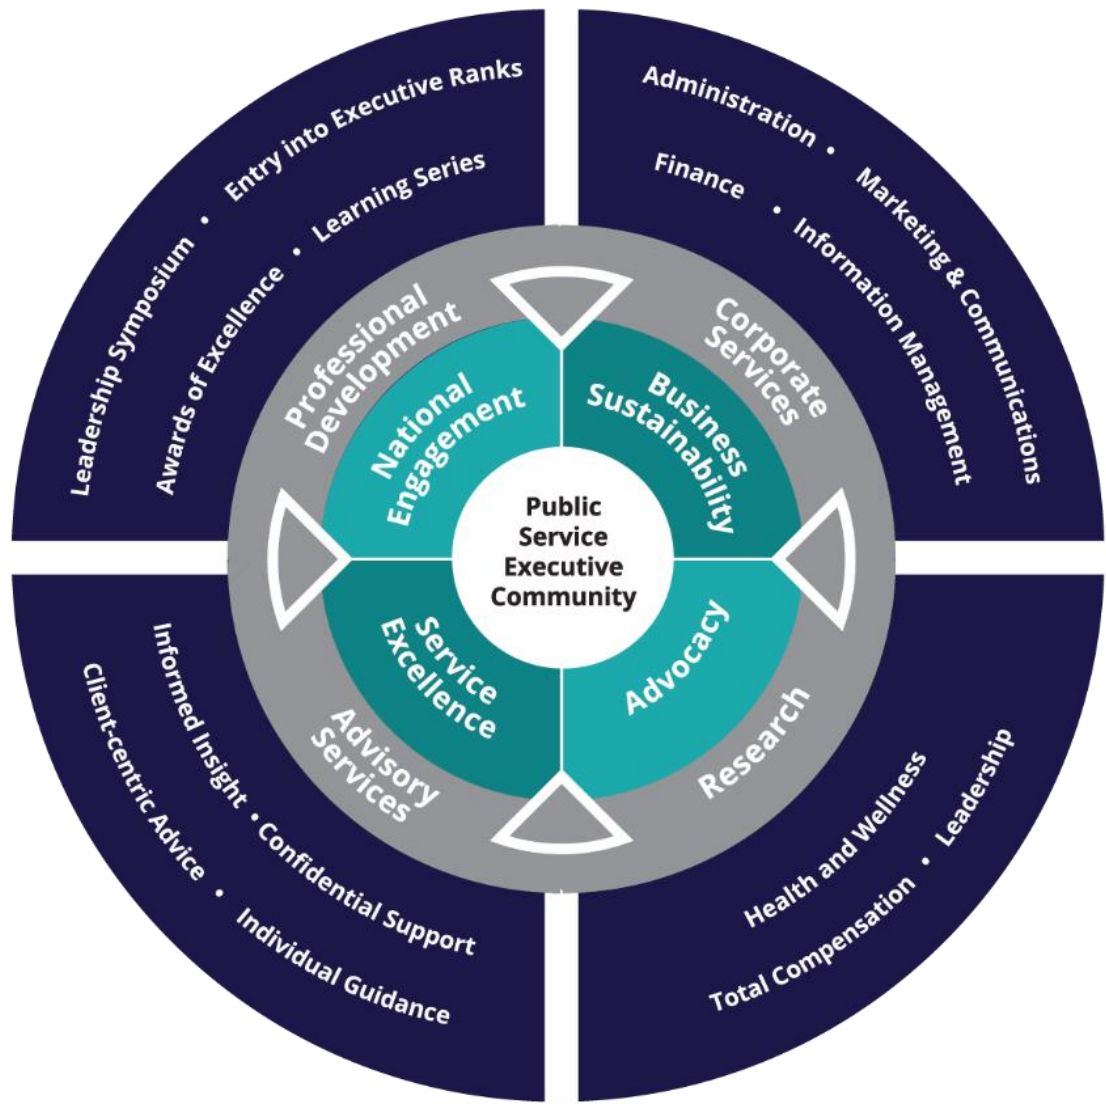 Entry into Executive Ranks
Leadership Symposium •
Learning Series
Awards of Excellence •
Administration •
Marketing & Communications
Finance •
Information Management
Professional
Development
Corporate
Services
National
Engagement
Business
Sustainability
Public
Service
Executive
Community
Service
Excellence
Advocacy
Advisory
Services
Research
Informed Insight • Confidential Support
Client-centric Advice • Individual Guidance
Health and Wellness
Total Compensation • Leadership